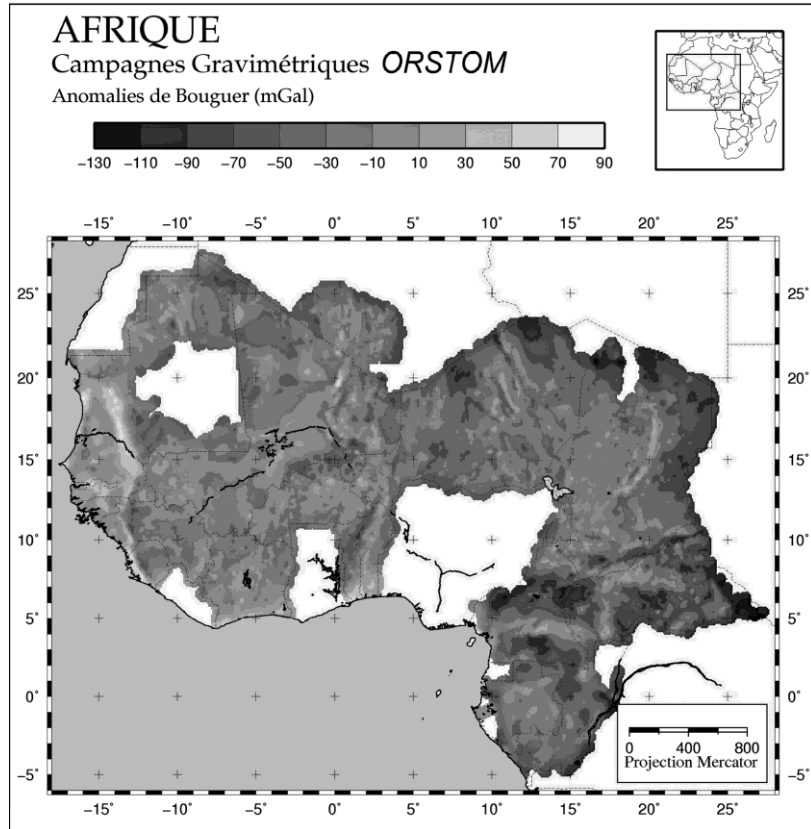 AFRIQUE
Campagnes Gravimétriques ORSTOM
Anomalies de Bouguer (mGal)
−130 −110 −90 −70 −50 −30 −10 10 30 50 70 90
−15° −10° −5° 0° 5° 10° 15° 20° 25°
25° 25°
20° 20°
15° 15°
10° 10°
5° 5°
0° 0°
0 400 800
Projection Mercator
−5° −5°
−15° −10° −5° 0° 5° 10° 15° 20° 25°